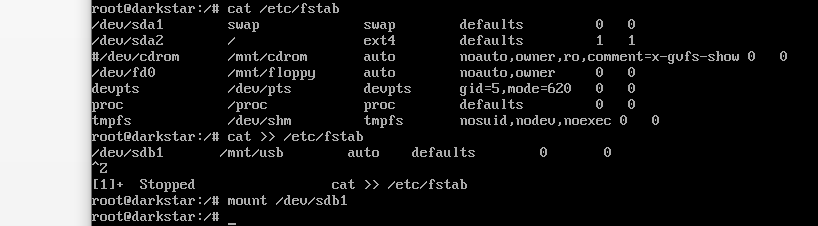 root@darkstar:/# cat /etc/fstab
/dev/sda1        swap             swap        defaults         0   0
/dev/sda2        /                ext4        defaults         1   1
#/dev/cdrom      /mnt/cdrom       auto        noauto,owner,ro,comment=x-gvfs-show 0   0
/dev/fd0         /mnt/floppy      auto        noauto,owner     0   0
devpts           /dev/pts         devpts      gid=5,mode=620   0   0
proc             /proc            proc        defaults         0   0
tmpfs            /dev/shm         tmpfs       nosuid,nodev,noexec 0   0
root@darkstar:/# cat >> /etc/fstab
/dev/sdb1       /mnt/usb        auto    defaults        0       0
^Z
[1]+  Stopped                 cat >> /etc/fstab
root@darkstar:/# mount /dev/sdb1
root@darkstar:/# _